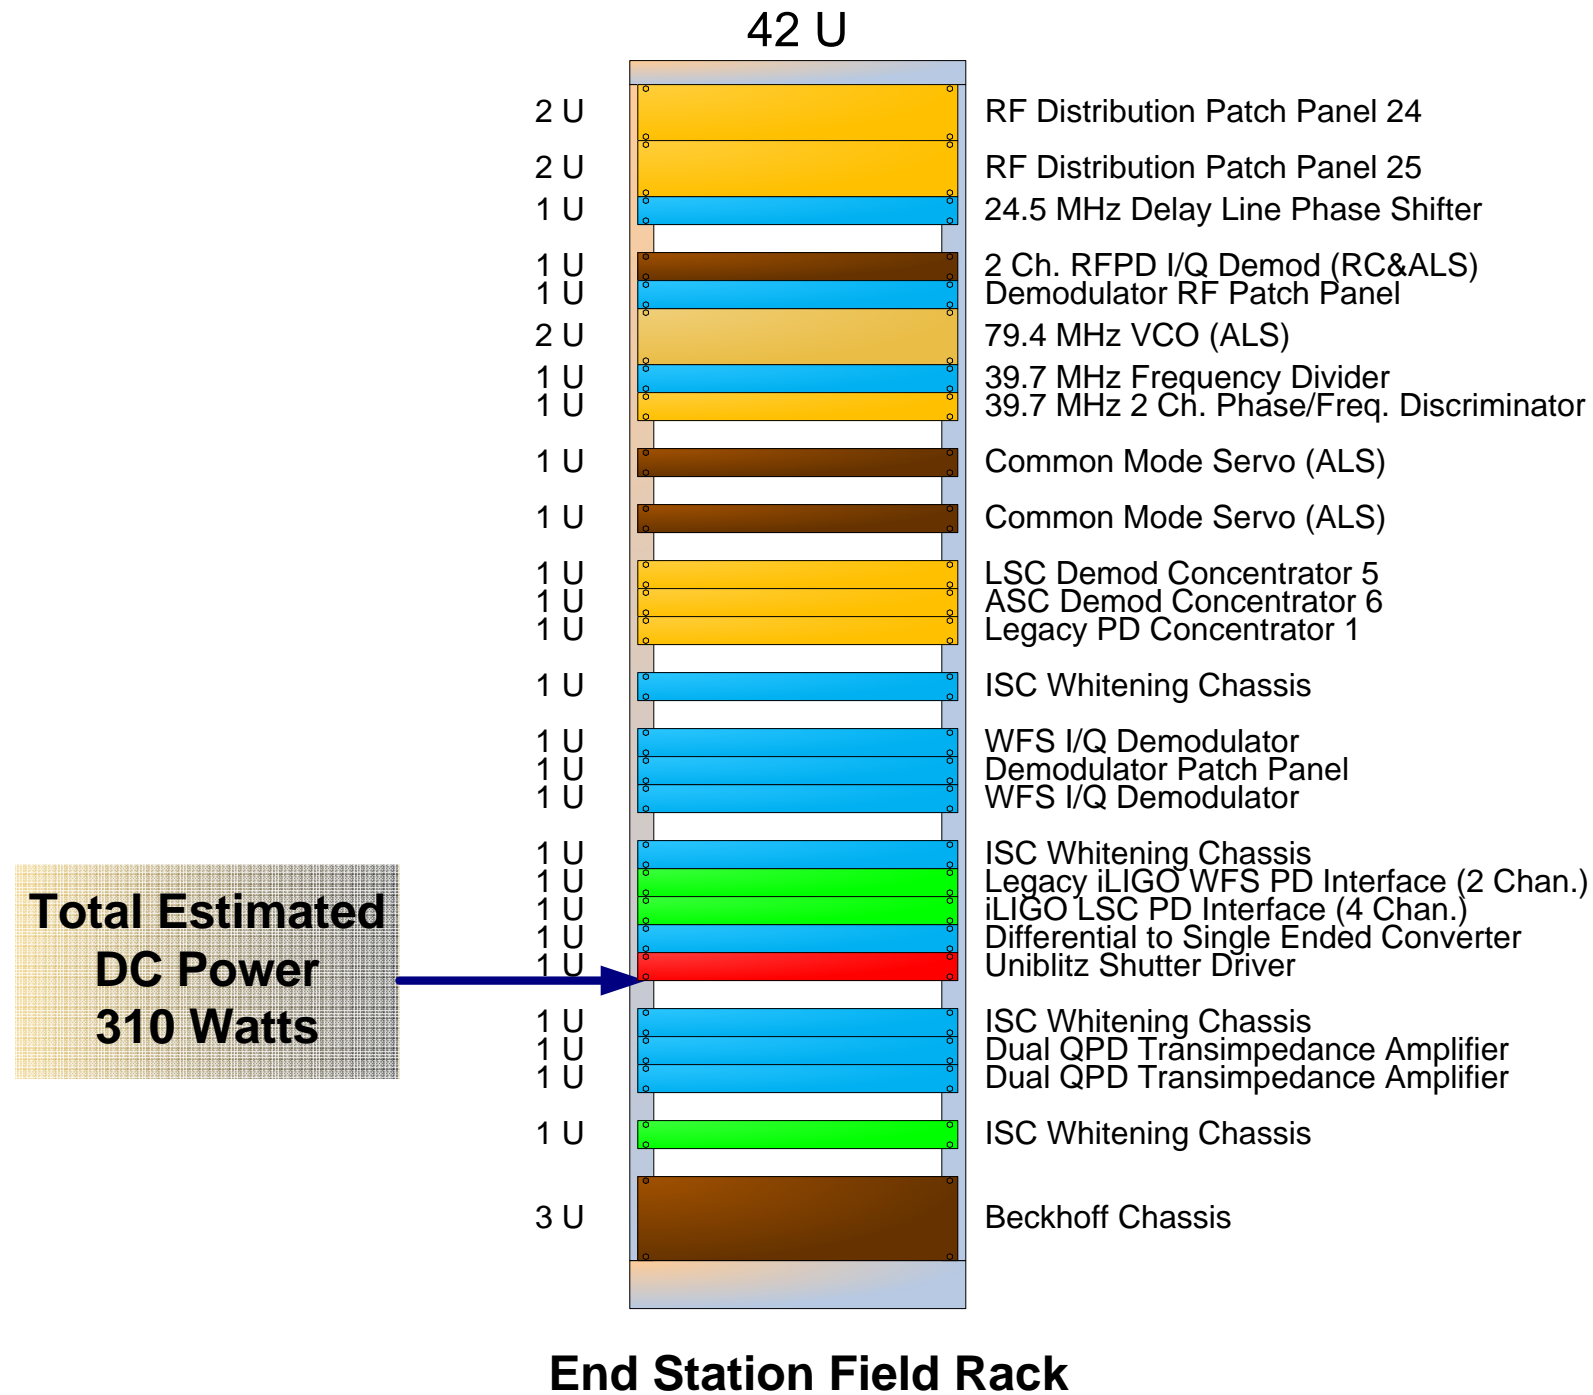 42 U
2 U RF Distribution Patch Panel 24
2 U RF Distribution Patch Panel 25
1 U 24.5 MHz Delay Line Phase Shifter
1 U 2 Ch. RFPD I/Q Demod (RC&ALS)
1 U Demodulator RF Patch Panel
2 U 79.4 MHz VCO (ALS)
1 U 39.7 MHz Frequency Divider
1 U 39.7 MHz 2 Ch. Phase/Freq. Discriminator
1 U Common Mode Servo (ALS)
1 U Common Mode Servo (ALS)
1 U LSC Demod Concentrator 5
1 U ASC Demod Concentrator 6
1 U Legacy PD Concentrator 1
1 U ISC Whitening Chassis
1 U WFS I/Q Demodulator
1 U Demodulator Patch Panel
1 U WFS I/Q Demodulator
1 U ISC Whitening Chassis
1 U Legacy iLIGO WFS PD Interface (2 Chan.)
1 U iLIGO LSC PD Interface (4 Chan.)
1 U Differential to Single Ended Converter
1 U Uniblitz Shutter Driver
1 U ISC Whitening Chassis
1 U Dual QPD Transimpedance Amplifier
1 U Dual QPD Transimpedance Amplifier
1 U ISC Whitening Chassis
3 U Beckhoff Chassis
Total Estimated
DC Power
310 Watts
End Station Field Rack